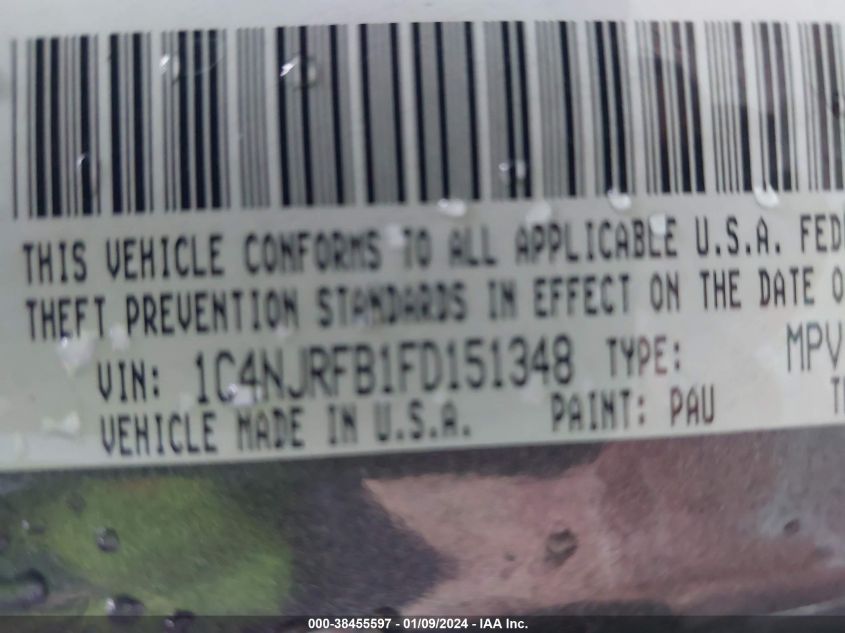 THIS VEHICLE CONFORMS TO ALL APPLICABLE U.S.A. FED
THEFT PREVENTION STANDARDS IN EFFECT ON THE DATE O
VIN: 1C4NJRFB1FD151348 TYPE: MPV
VEHICLE MADE IN U.S.A. PAINT: PAU
000-38455597 - 01/09/2024 - IAA Inc.